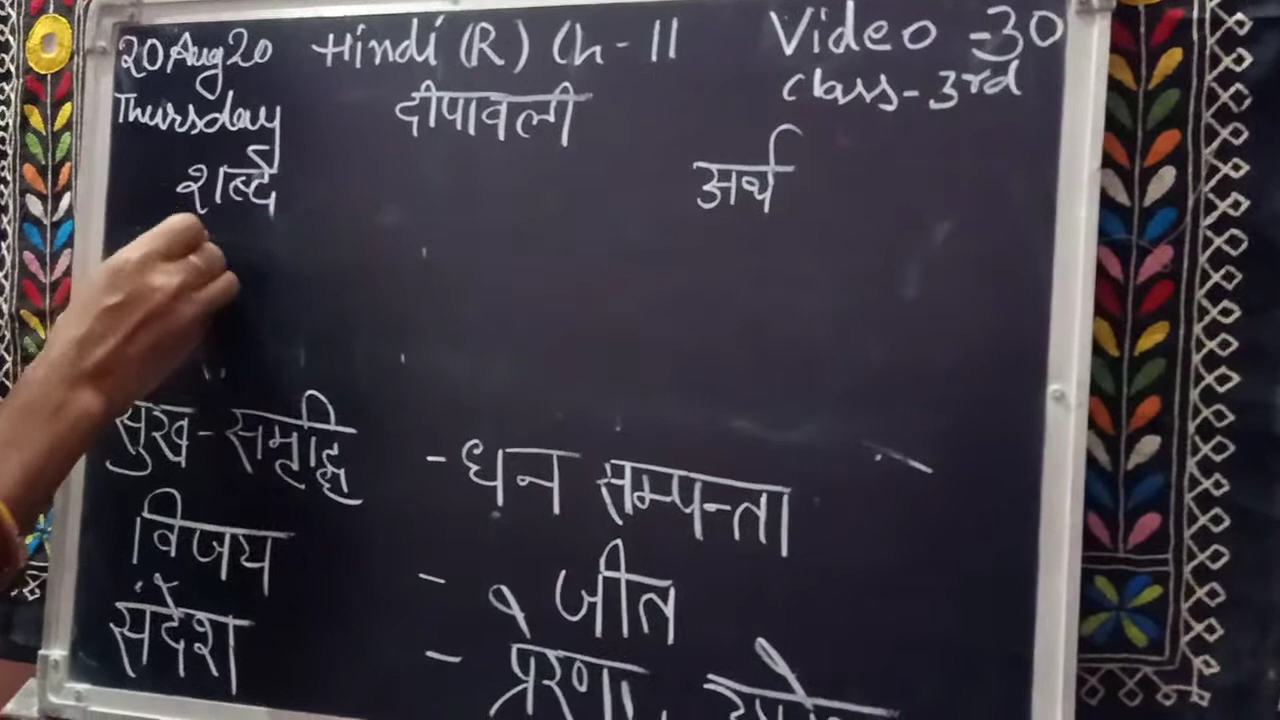 20 Aug 20 Hindi (R) Ch - 11 Video - 30
Thursday दीपावली Class - 3rd
शब्द अर्थ
सुख - समृद्धि - धन सम्पन्ता
विजय - जीत
संदेश - प्रेरणा,